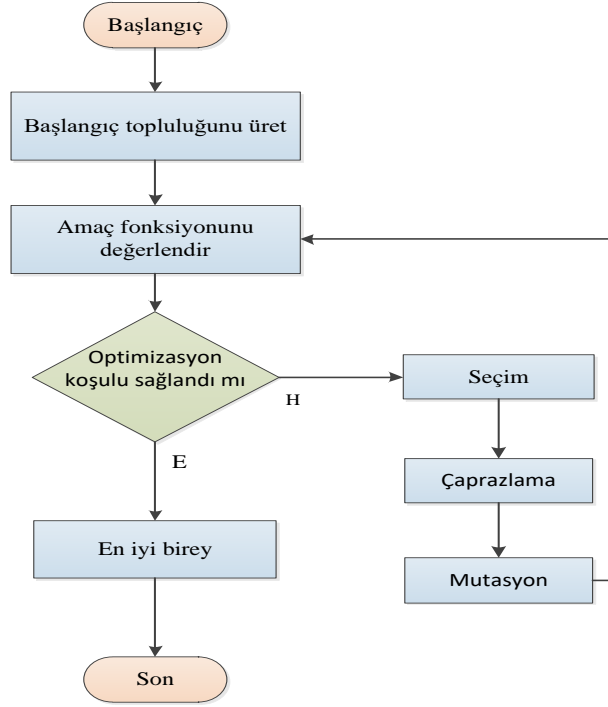 Başlangıç
Başlangıç topluluğunu üret
Amaç fonksiyonunu
değerlendir
Optimizasyon
koşulu sağlandı mı
H
E
Seçim
Çaprazlama
Mutasyon
En iyi birey
Son